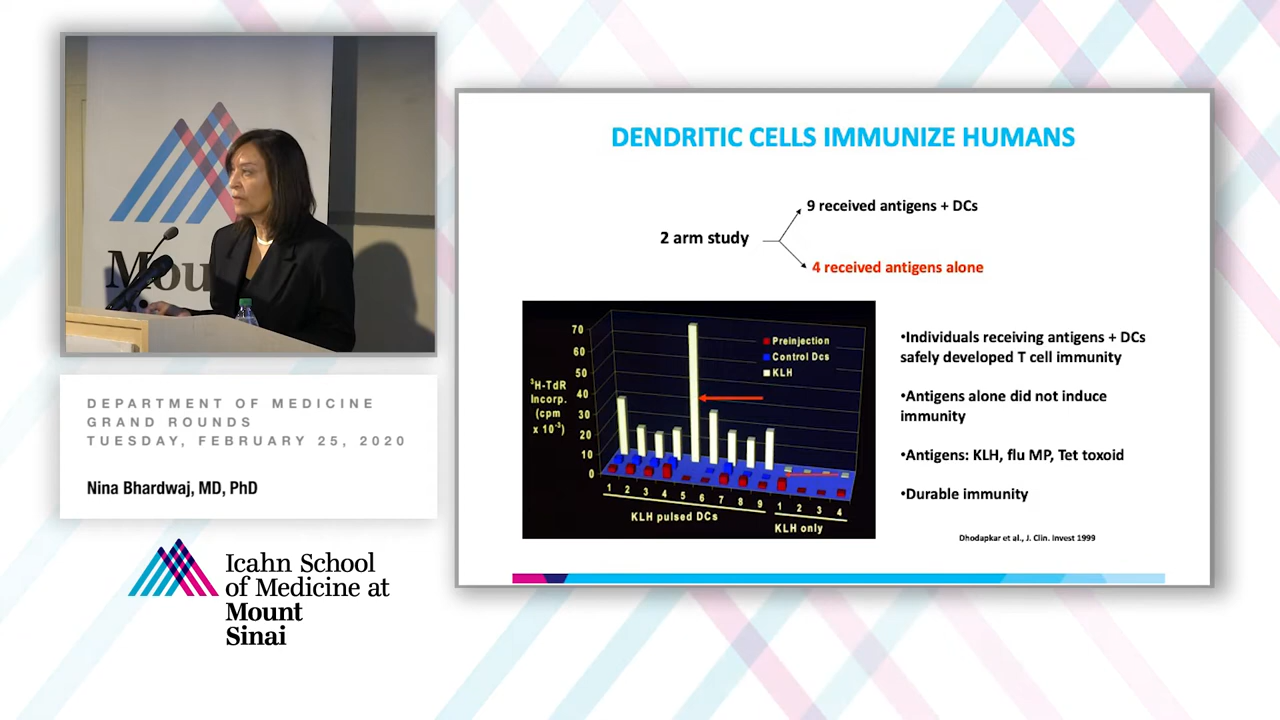 Mou
DEPARTMENT OF MEDICINE
GRAND ROUNDS
TUESDAY, FEBRUARY 25, 2020
Nina Bhardwaj, MD, PhD
Icahn School
of Medicine at
Mount
Sinai
DENDRITIC CELLS IMMUNIZE HUMANS
2 arm study
9 received antigens + DCs
4 received antigens alone
70
60
50
40
30
20
10
0
³H-TdR
Incorp.
(cpm
x 10⁻³)
Preinjection
Control Dcs
KLH
1 2 3 4 5 6 7 8 9 1 2 3 4
KLH pulsed DCs
KLH only
•Individuals receiving antigens + DCs
safely developed T cell immunity
•Antigens alone did not induce
immunity
•Antigens: KLH, flu MP, Tet toxoid
•Durable immunity
Dhodapkar et al., J. Clin. Invest 1999